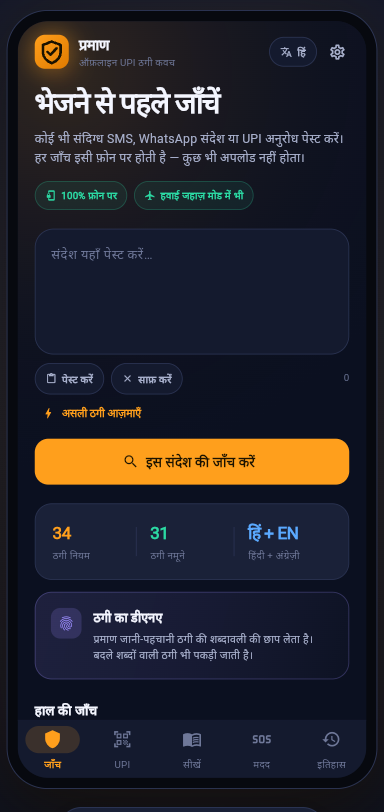 प्रमाण
ऑफ़लाइन UPI ठगी कवच
हिं
भेजने से पहले जाँचें
कोई भी संदिग्ध SMS, WhatsApp संदेश या UPI अनुरोध पेस्ट करें।
हर जाँच इसी फ़ोन पर होती है — कुछ भी अपलोड नहीं होता।
100% फ़ोन पर
हवाई जहाज़ मोड में भी
संदेश यहाँ पेस्ट करें…
पेस्ट करें
साफ़ करें
0
असली ठगी आज़माएँ
इस संदेश की जाँच करें
34
31
हिं + EN
ठगी नियम
ठगी नमूने
हिंदी + अंग्रेज़ी
ठगी का डीएनए
प्रमाण जानी-पहचानी ठगी की शब्दावली की छाप लेता है।
बदले शब्दों वाली ठगी भी पकड़ी जाती है।
हाल की जाँच
SOS
जाँच
UPI
सीखें
मदद
इतिहास